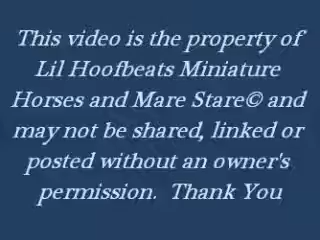 This video is the property of
Lil Hoofbeats Miniature
Horses and Mare Stare© and
may not be shared, linked or
posted without an owner's
permission.  Thank You